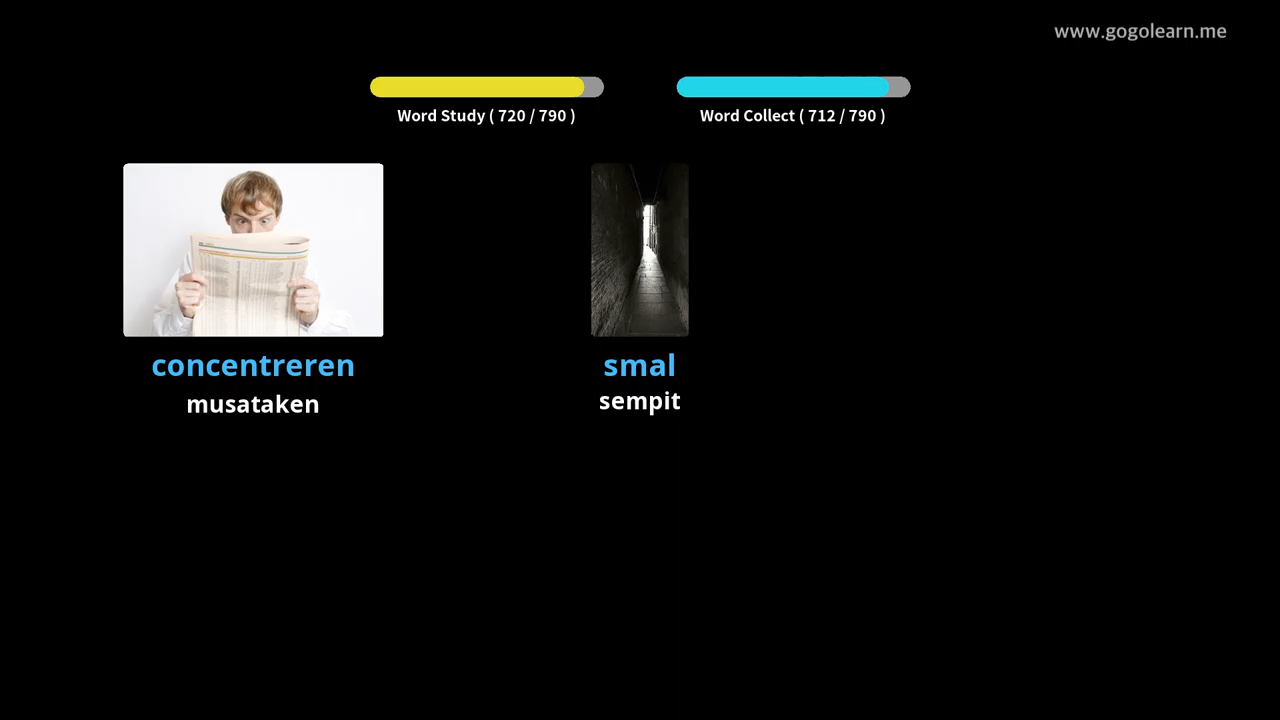 www.gogolearn.me
Word Study ( 720 / 790 )
Word Collect ( 712 / 790 )
concentreren
musataken
smal
sempit